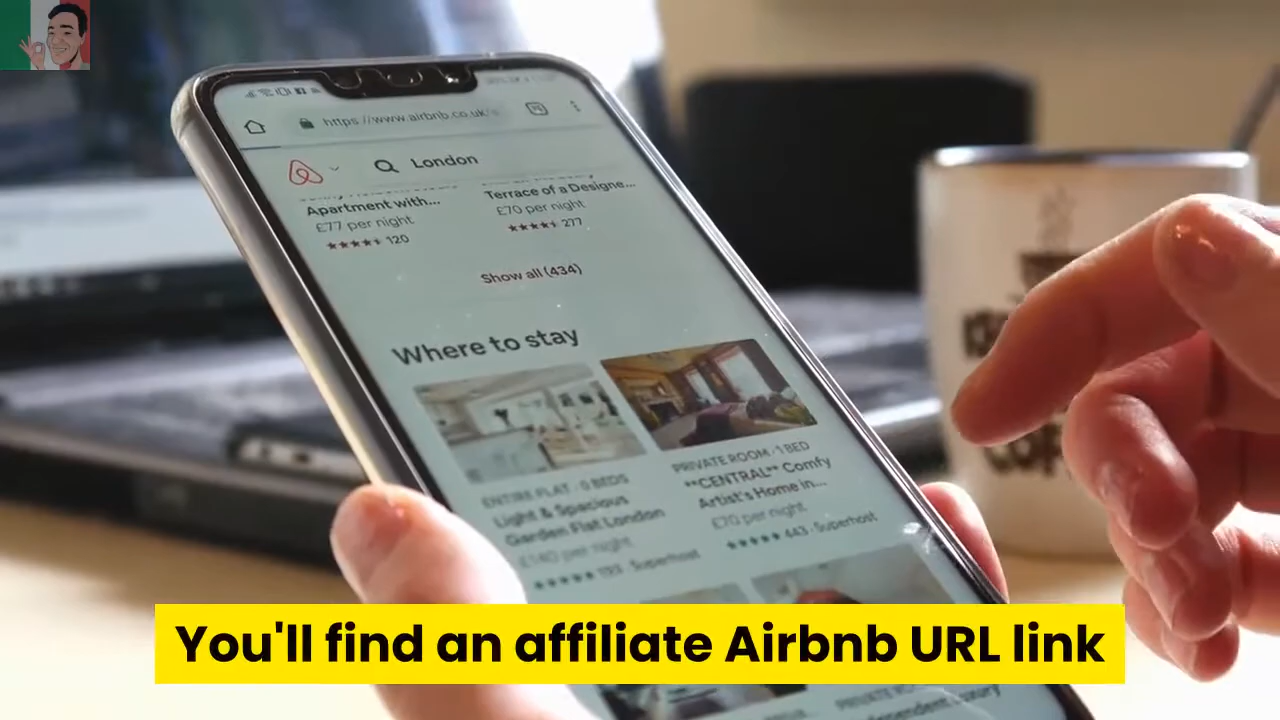 https://www.airbnb.co.uk/s
London
Apartment with...
£77 per night
120
Terrace of a Designe...
£70 per night
277
Show all (434)
Where to stay
ENTIRE FLAT · 0 BEDS
Light & Spacious
Garden Flat London
£140 per night
193 · Superhost
PRIVATE ROOM · 1 BED
**CENTRAL** Comfy
Artist's Home in...
£70 per night
443 · Superhost
You'll find an affiliate Airbnb URL link